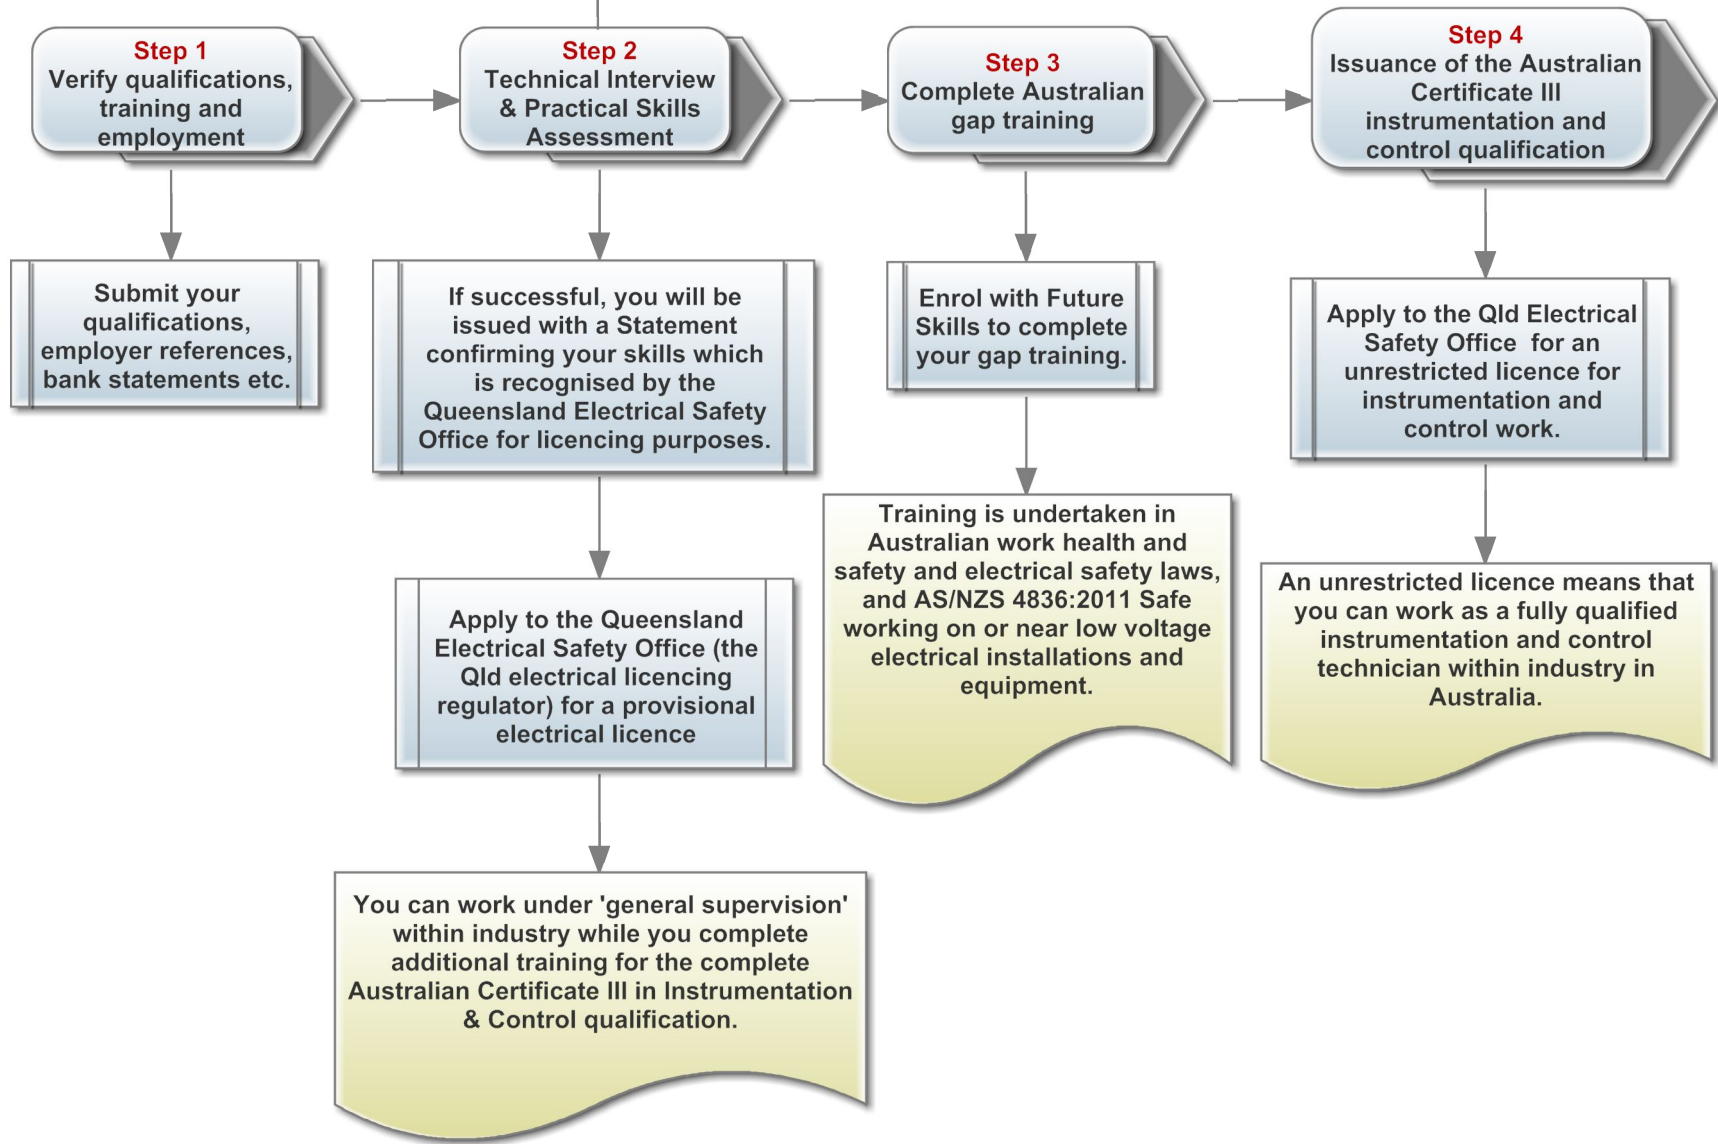 Step 1
Verify qualifications,
training and
employment
Submit your
qualifications,
employer references,
bank statements etc.
Step 2
Technical Interview
& Practical Skills
Assessment
If successful, you will be
issued with a Statement
confirming your skills which
is recognised by the
Queensland Electrical Safety
Office for licencing purposes.
Apply to the Queensland
Electrical Safety Office (the
Qld electrical licencing
regulator) for a provisional
electrical licence
You can work under 'general supervision'
within industry while you complete
additional training for the complete
Australian Certificate III in Instrumentation
& Control qualification.
Step 3
Complete Australian
gap training
Enrol with Future
Skills to complete
your gap training.
Training is undertaken in
Australian work health and
safety and electrical safety laws,
and AS/NZS 4836:2011 Safe
working on or near low voltage
electrical installations and
equipment.
Step 4
Issuance of the Australian
Certificate III
instrumentation and
control qualification
Apply to the Qld Electrical
Safety Office for an
unrestricted licence for
instrumentation and
control work.
An unrestricted licence means that
you can work as a fully qualified
instrumentation and control
technician within industry in
Australia.